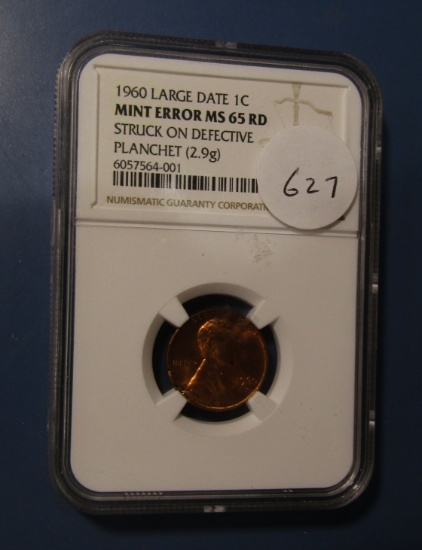 1960 LARGE DATE 1C
MINT ERROR MS 65 RD
STRUCK ON DEFECTIVE
PLANCHET (2.9g)
6057564-001
NUMISMATIC GUARANTY CORPORATION
627